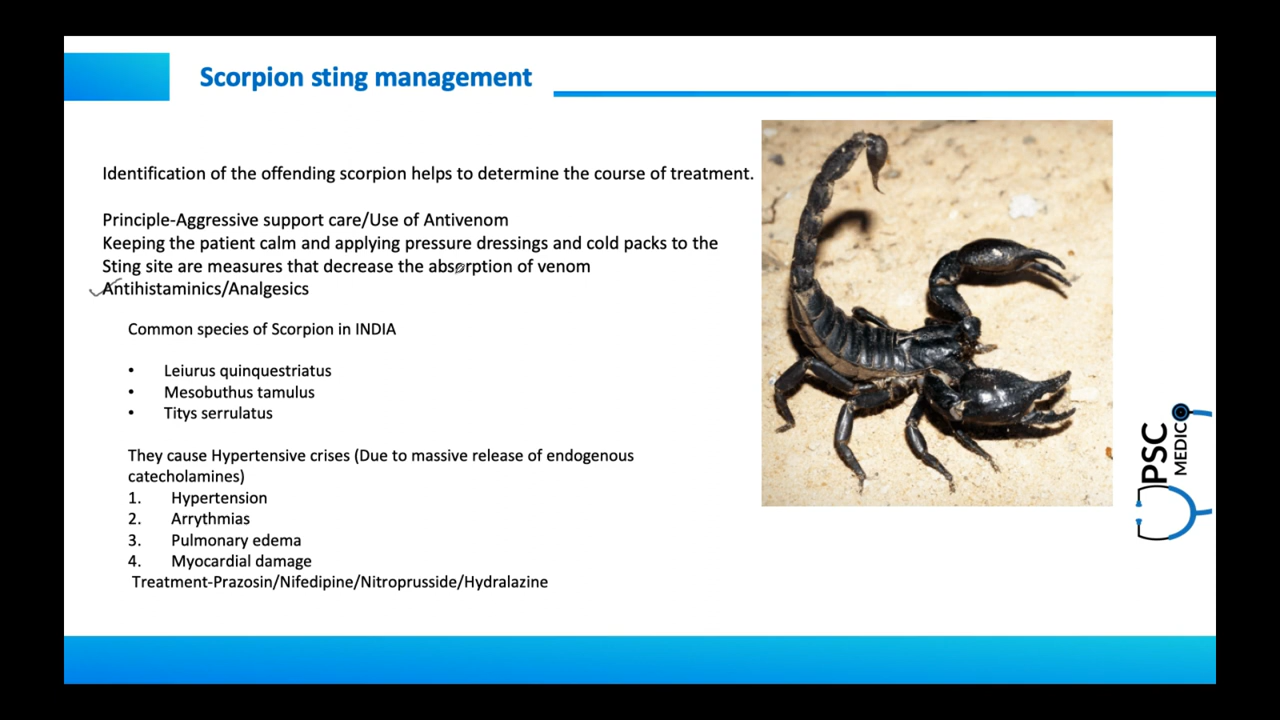 Scorpion sting management
Identification of the offending scorpion helps to determine the course of treatment.
Principle-Aggressive support care/Use of Antivenom
Keeping the patient calm and applying pressure dressings and cold packs to the
Sting site are measures that decrease the absorption of venom
Antihistaminics/Analgesics
Common species of Scorpion in INDIA
• Leiurus quinquestriatus
• Mesobuthus tamulus
• Titys serrulatus
They cause Hypertensive crises (Due to massive release of endogenous
catecholamines)
1. Hypertension
2. Arrythmias
3. Pulmonary edema
4. Myocardial damage
Treatment-Prazosin/Nifedipine/Nitroprusside/Hydralazine
PSC
MEDICO